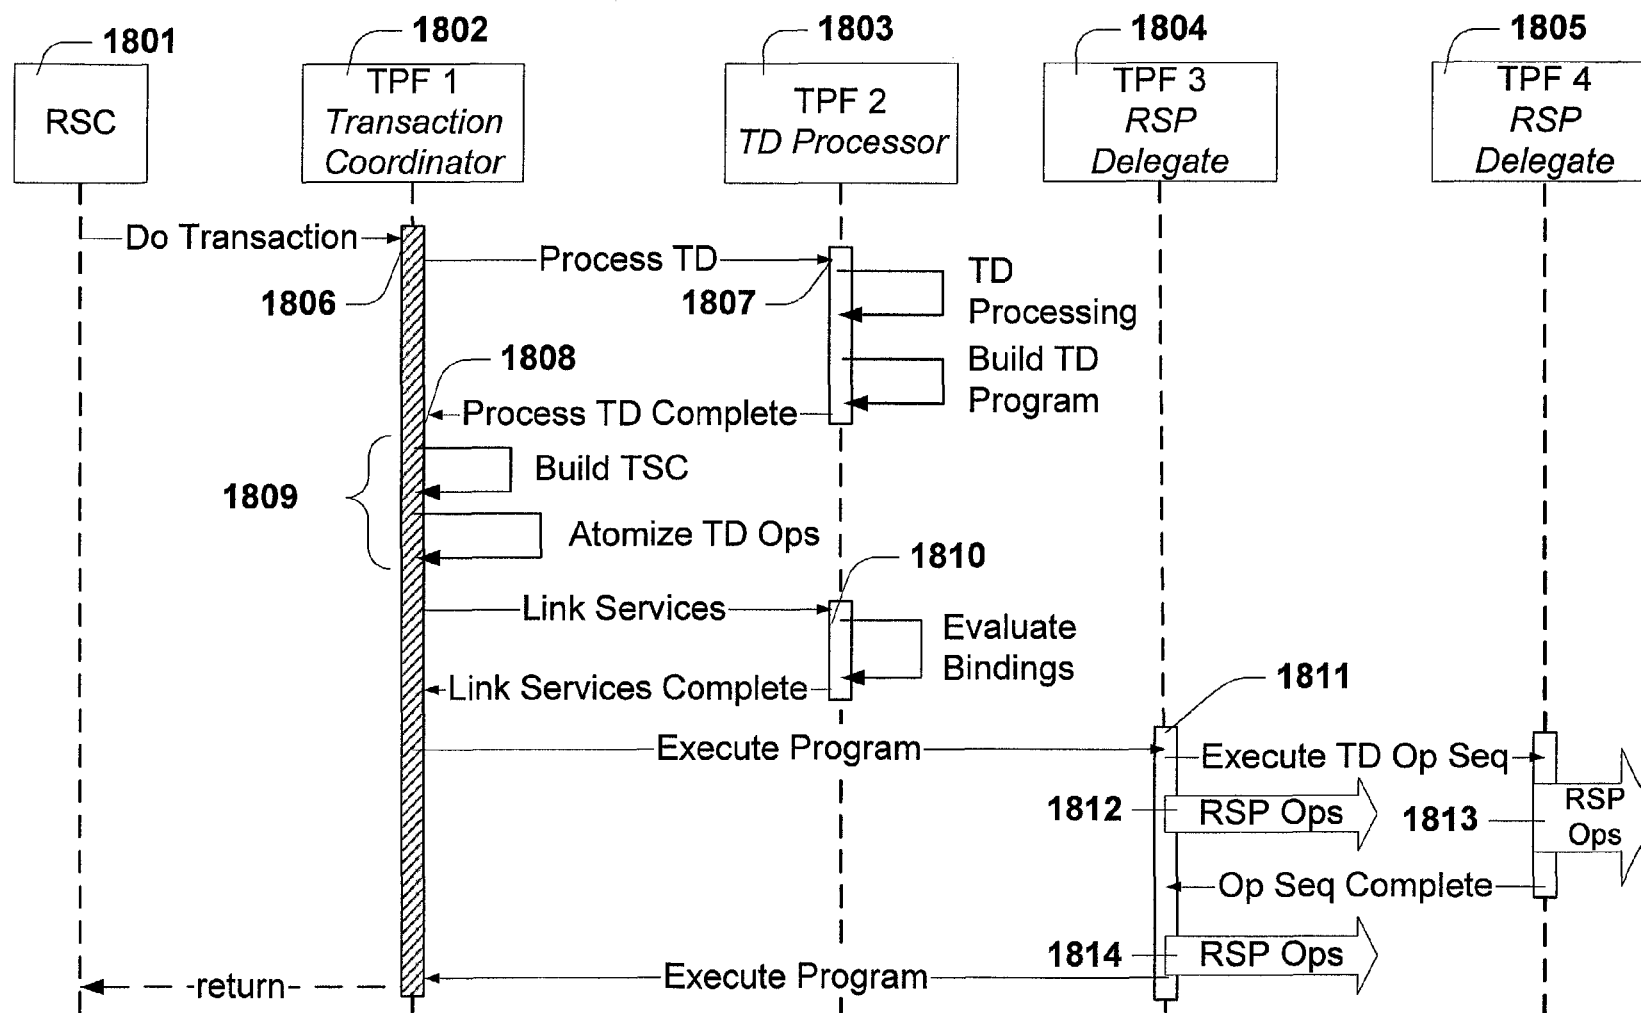 1801
1802
1803
1804
1805
RSC
TPF 1
Transaction
Coordinator
TPF 2
TD Processor
TPF 3
RSP
Delegate
TPF 4
RSP
Delegate
Do Transaction
1806
Process TD
1807
TD
Processing
1808
Build TD
Program
Process TD Complete
1809
Build TSC
Atomize TD Ops
1810
Link Services
Evaluate
Bindings
Link Services Complete
1811
Execute Program
Execute TD Op Seq
1812
RSP Ops
1813
RSP
Ops
Op Seq Complete
1814
RSP Ops
Execute Program
return